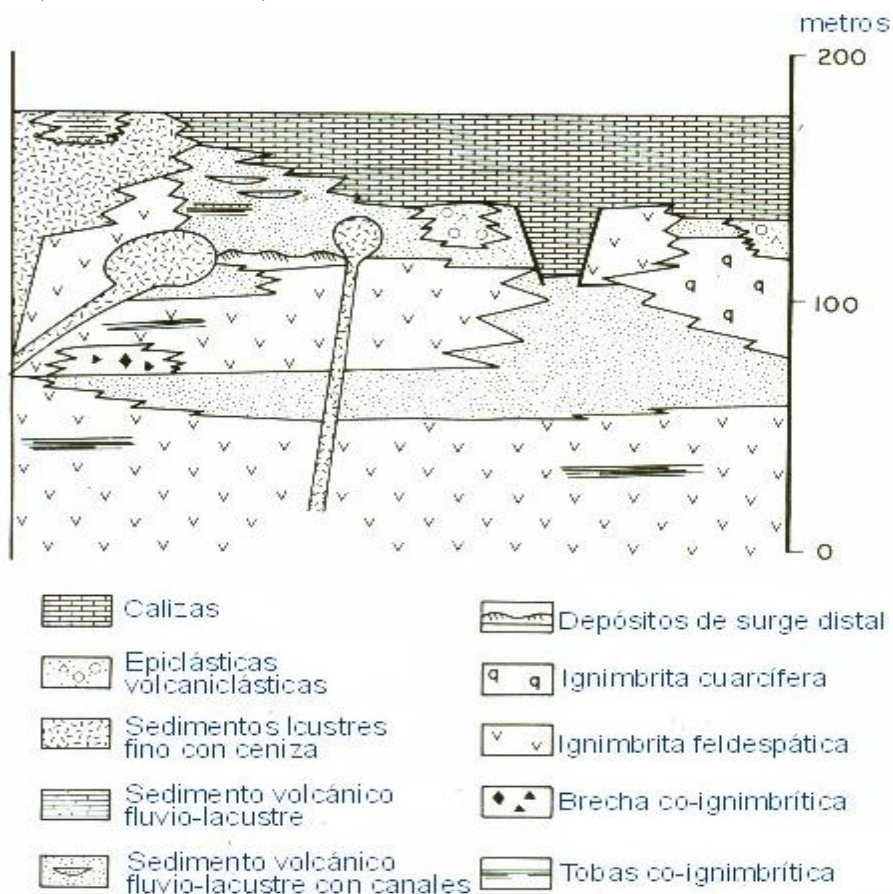 metros
200
100
0
Calizas
Epiclásticas
volcaniclásticas
Sedimentos lcustres
fino con ceniza
Sedimento volcánico
fluvio-lacustre
Sedimento volcánico
fluvio-lacustre con canales
Depósitos de surge distal
q q
Ignimbrita cuarcífera
Ignimbrita feldespática
Brecha co-ignimbrítica
Tobas co-ignimbrítica